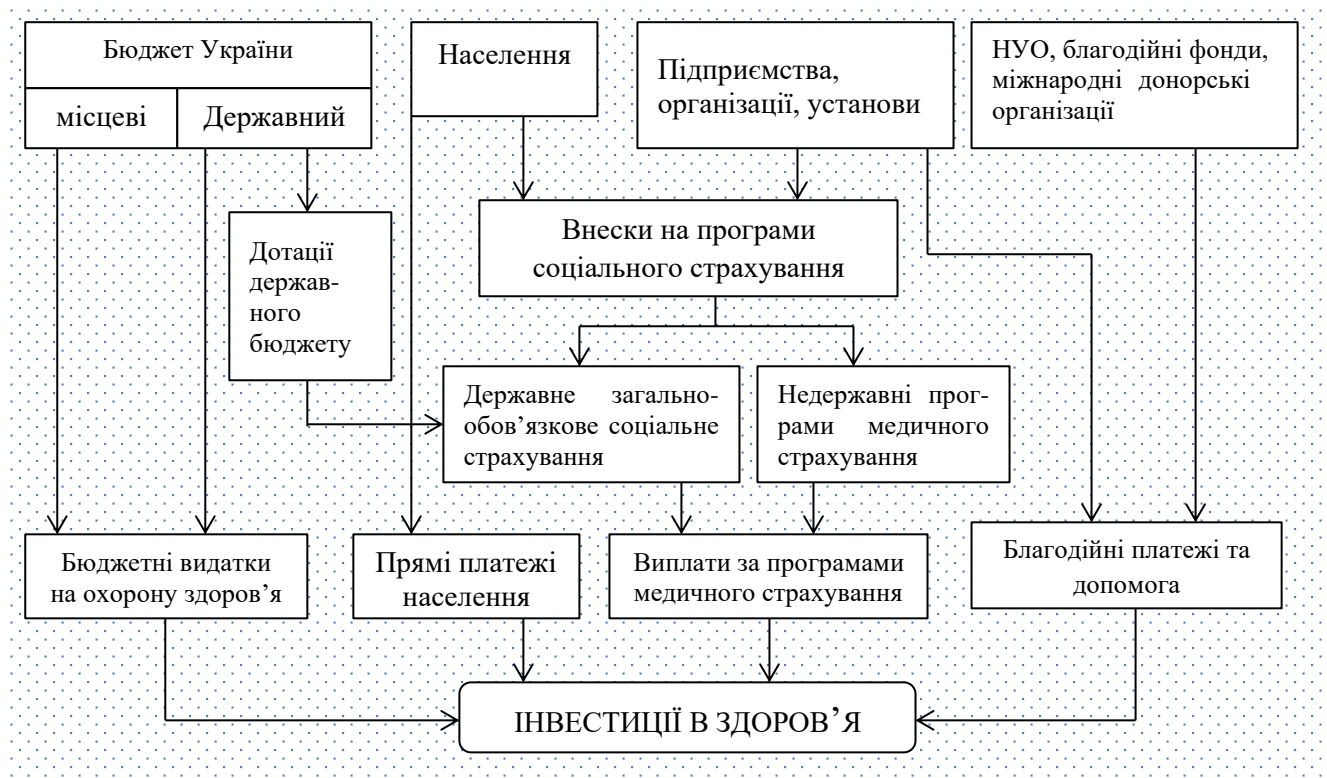 Бюджет України
місцеві
Державний
Населення
Підприємства,
організації, установи
НУО, благодійні фонди,
міжнародні донорські
організації
Дотації
держав-
ного
бюджету
Внески на програми
соціального страхування
Державне загально-
обов’язкове соціальне
страхування
Недержавні прог-
рами медичного
страхування
Бюджетні видатки
на охорону здоров’я
Прямі платежі
населення
Виплати за програмами
медичного страхування
Благодійні платежі та
допомога
ІНВЕСТИЦІЇ В ЗДОРОВ’Я